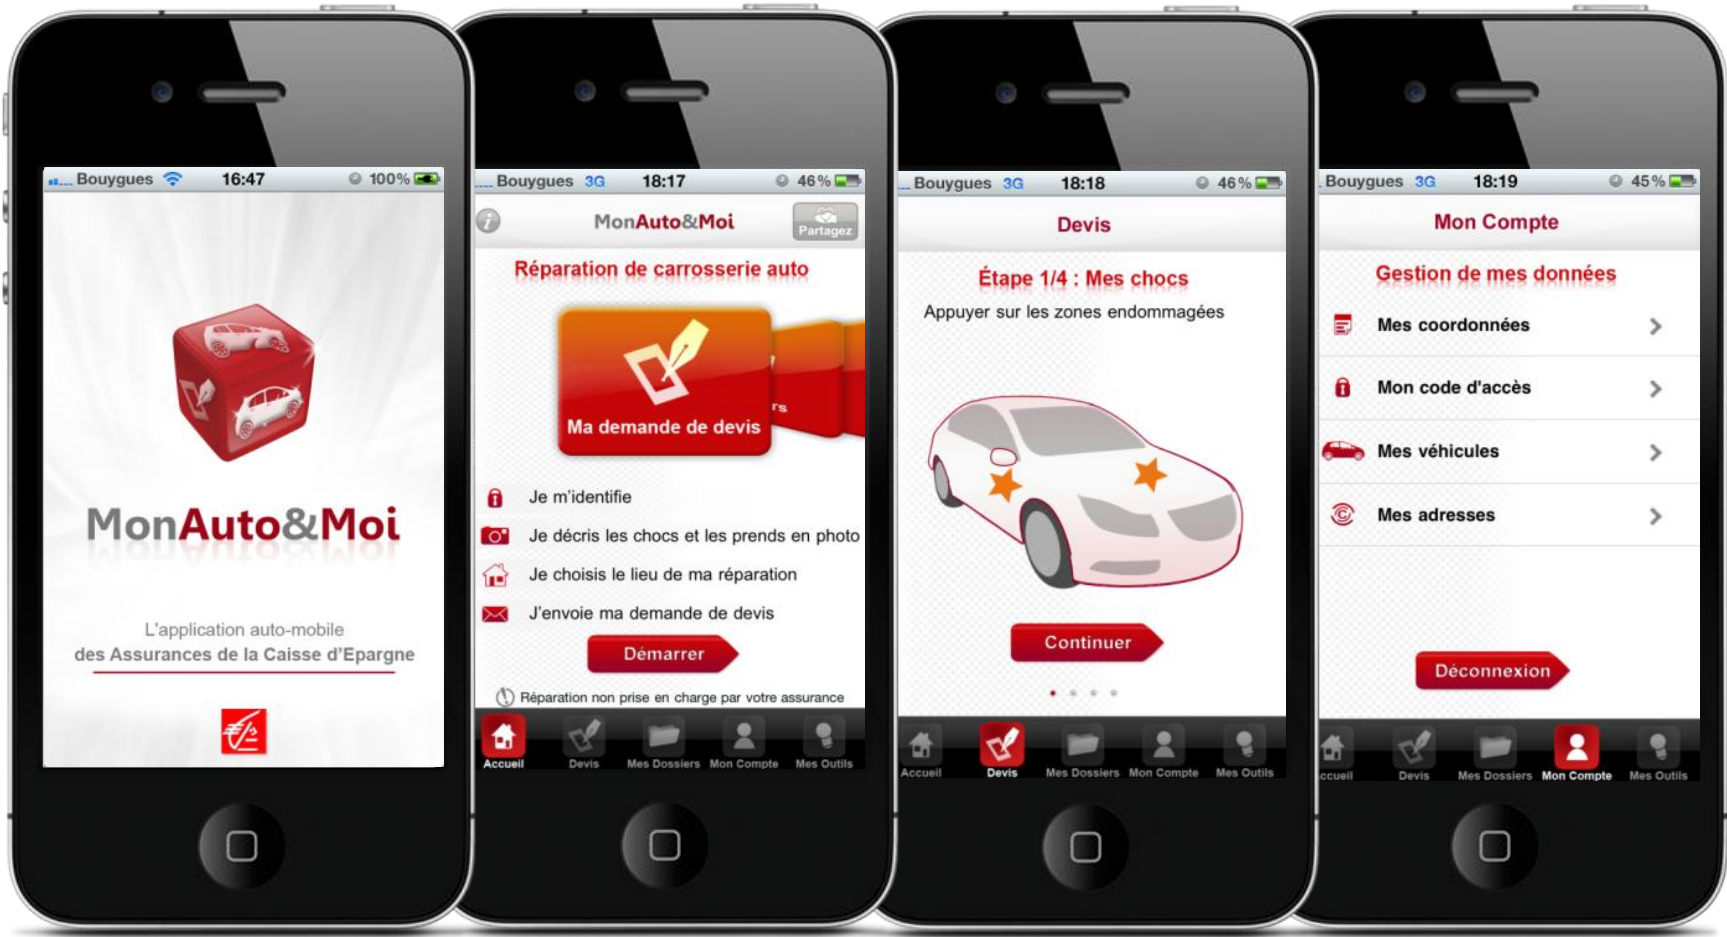 Bouygues 16:47 100%
MonAuto&Moi
L'application auto-mobile
des Assurances de la Caisse d'Epargne
Bouygues 3G 18:17 46%
MonAuto&Moi
Partagez
Réparation de carrosserie auto
Ma demande de devis
rs
Je m'identifie
Je décris les chocs et les prends en photo
Je choisis le lieu de ma réparation
J'envoie ma demande de devis
Démarrer
Réparation non prise en charge par votre assurance
Accueil Devis Mes Dossiers Mon Compte Mes Outils
Bouygues 3G 18:18 46%
Devis
Étape 1/4 : Mes chocs
Appuyer sur les zones endommagées
Continuer
Accueil Devis Mes Dossiers Mon Compte Mes Outils
Bouygues 3G 18:19 45%
Mon Compte
Gestion de mes données
Mes coordonnées
Mon code d'accès
Mes véhicules
Mes adresses
Déconnexion
ccueil Devis Mes Dossiers Mon Compte Mes Outils